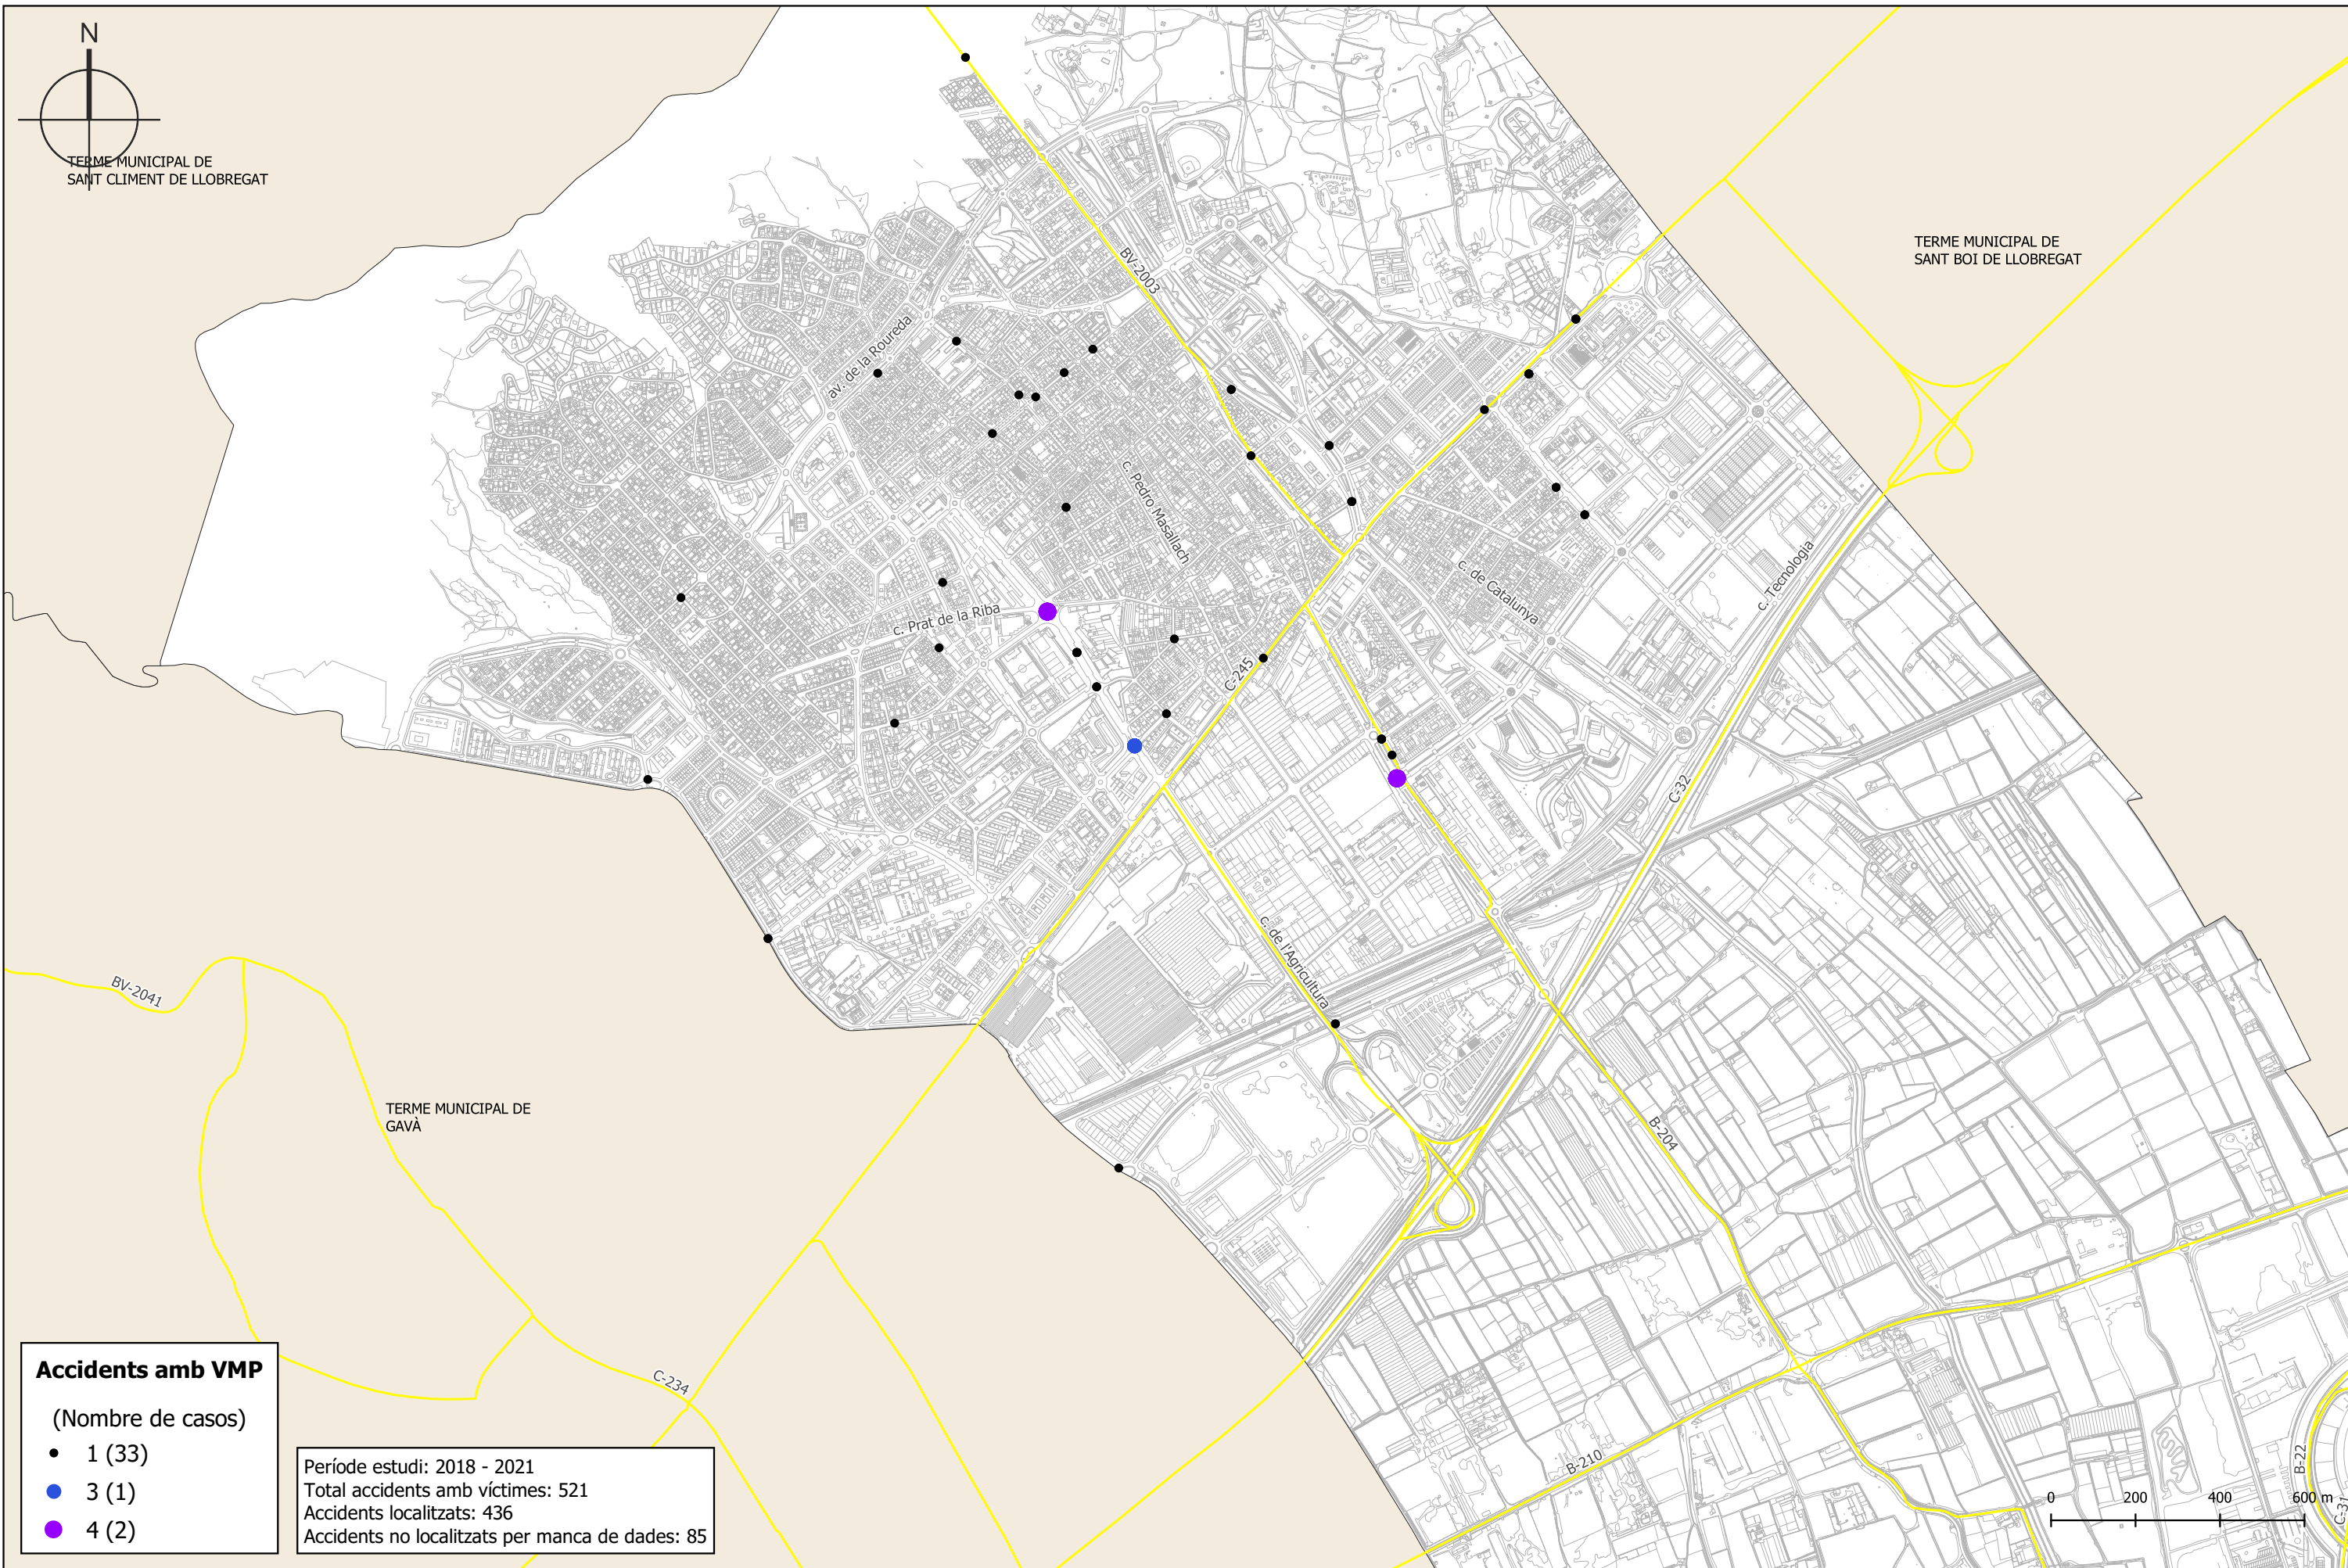 N
TERME MUNICIPAL DE
SANT CLIMENT DE LLOBREGAT
TERME MUNICIPAL DE
SANT BOI DE LLOBREGAT
BV-2003
av. de la Roureda
c. Pedro Masallach
c. Tecnologia
c. de Catalunya
c. Prat de la Riba
C-245
C-32
c. de l'Agricultura
BV-2041
TERME MUNICIPAL DE
GAVÀ
B-204
C-234
B-210
B-22
C-31
Accidents amb VMP
(Nombre de casos)
1 (33)
3 (1)
4 (2)
Període estudi: 2018 - 2021
Total accidents amb víctimes: 521
Accidents localitzats: 436
Accidents no localitzats per manca de dades: 85
0 200 400 600 m